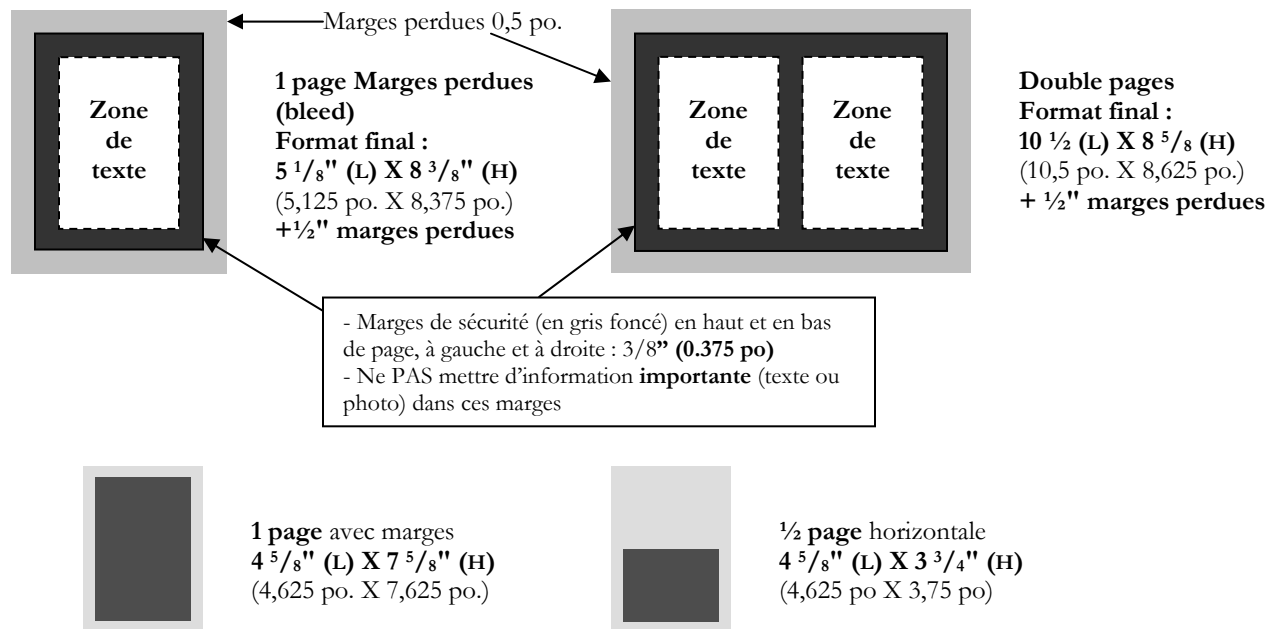 Marges perdues 0,5 po.
Zone
de
texte
1 page Marges perdues
(bleed)
Format final :
5 1/8" (L) X 8 3/8" (H)
(5,125 po. X 8,375 po.)
+½" marges perdues
Zone
de
texte
Zone
de
texte
Double pages
Format final :
10 ½ (L) X 8 5/8 (H)
(10,5 po. X 8,625 po.)
+ ½" marges perdues
- Marges de sécurité (en gris foncé) en haut et en bas
de page, à gauche et à droite : 3/8” (0.375 po)
- Ne PAS mettre d’information importante (texte ou
photo) dans ces marges
1 page avec marges
4 5/8" (L) X 7 5/8" (H)
(4,625 po. X 7,625 po.)
½ page horizontale
4 5/8" (L) X 3 3/4" (H)
(4,625 po X 3,75 po)